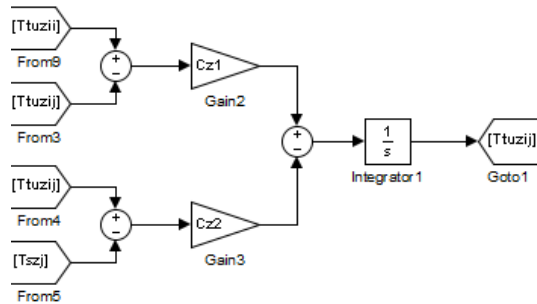 [Ttuzii]
From9
[Ttuzij]
From3
+
−
Cz1
Gain2
[Ttuzij]
From4
[Tszj]
From5
+
−
Cz2
Gain3
+
−
1
s
Integrator1
[Ttuzij]
Goto1